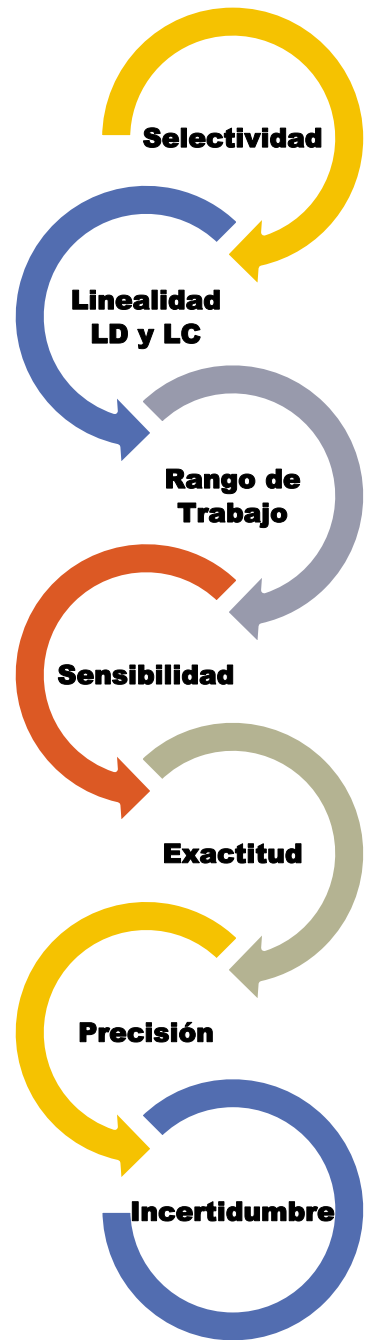 Selectividad
Linealidad
LD y LC
Rango de
Trabajo
Sensibilidad
Exactitud
Precisión
Incertidumbre